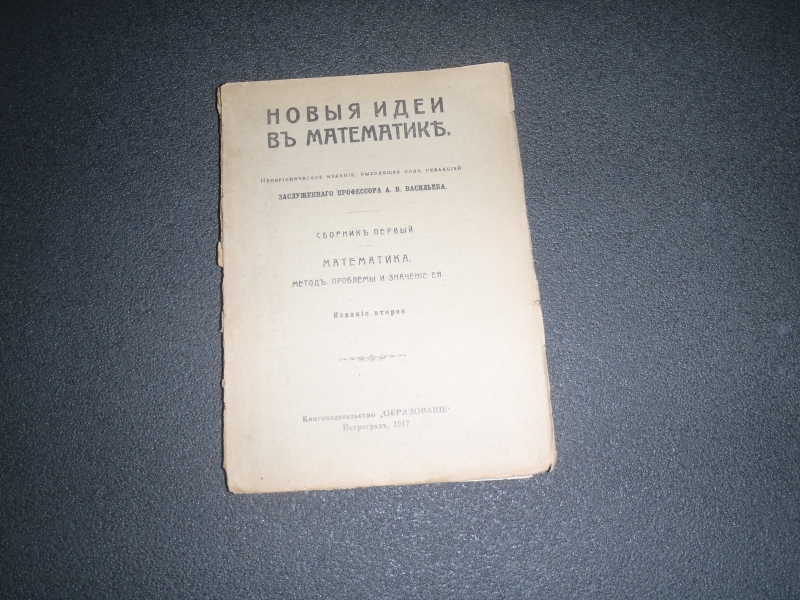 НОВЫЯ ИДЕИ
ВЪ МАТЕМАТИКѢ.
Неперіодическое изданіе, выходящее подъ редакціей
ЗАСЛУЖЕННАГО ПРОФЕССОРА А. В. ВАСИЛЬЕВА.
СБОРНИКЪ ПЕРВЫЙ
МАТЕМАТИКА.
МЕТОДЪ, ПРОБЛЕМЫ И ЗНАЧЕНІЕ ЕЯ.
Изданіе второе
Книгоиздательство „ОБРАЗОВАНІЕ“
Петроградъ, 1917